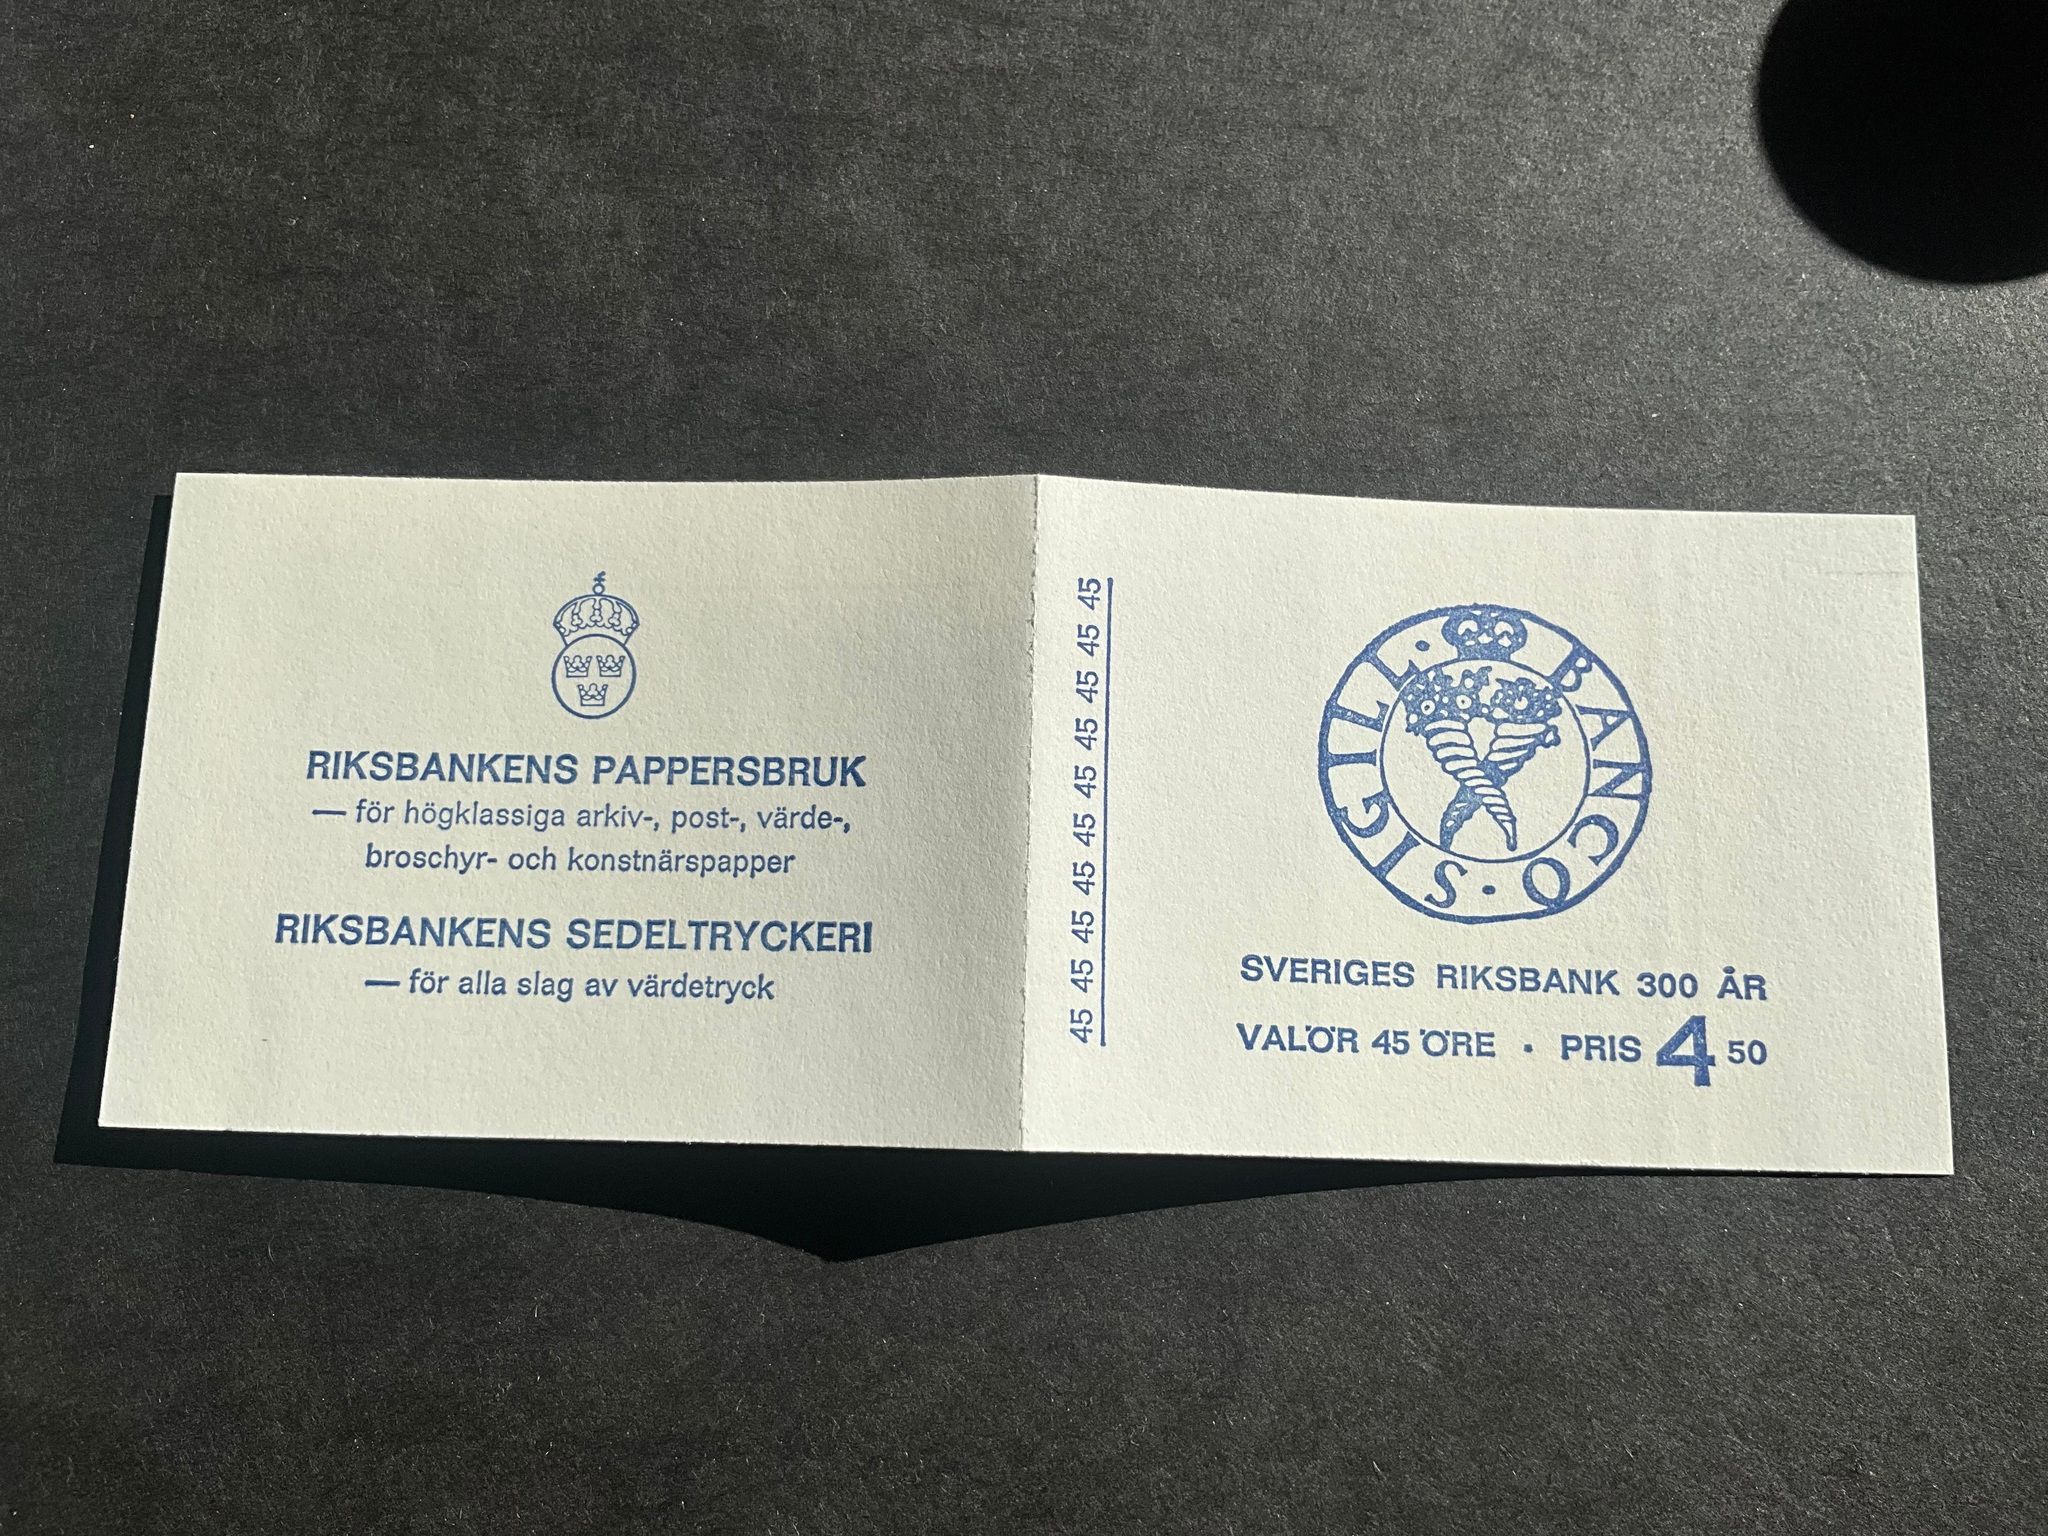 RIKSBANKENS PAPPERSBRUK
— för högklassiga arkiv-, post-, värde-,
broschyr- och konstnärspapper
RIKSBANKENS SEDELTRYCKERI
— för alla slag av värdetryck
45 45 45 45 45 45 45 45 45 45
SIGILL · BANCO ·
SVERIGES RIKSBANK 300 ÅR
VALÖR 45 ÖRE · PRIS 4 50